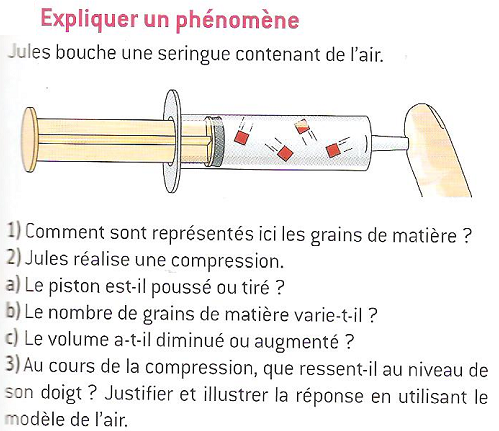 Expliquer un phénomène
Jules bouche une seringue contenant de l'air.
1) Comment sont représentés ici les grains de matière ?
2) Jules réalise une compression.
a) Le piston est-il poussé ou tiré ?
b) Le nombre de grains de matière varie-t-il ?
c) Le volume a-t-il diminué ou augmenté ?
3) Au cours de la compression, que ressent-il au niveau de
son doigt ? Justifier et illustrer la réponse en utilisant le
modèle de l'air.